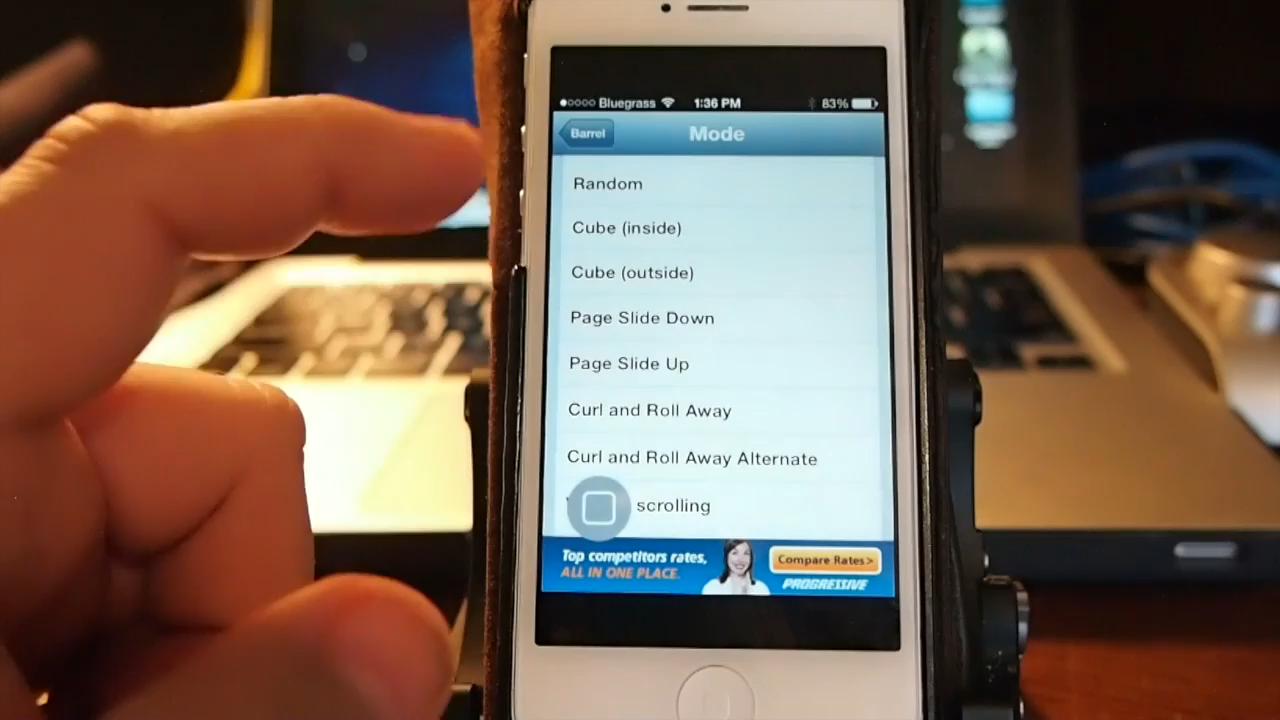 Bluegrass 1:36 PM 83%
Barrel Mode
Random
Cube (inside)
Cube (outside)
Page Slide Down
Page Slide Up
Curl and Roll Away
Curl and Roll Away Alternate
scrolling
Top competitors rates,
ALL IN ONE PLACE.
Compare Rates>
PROGRESSIVE